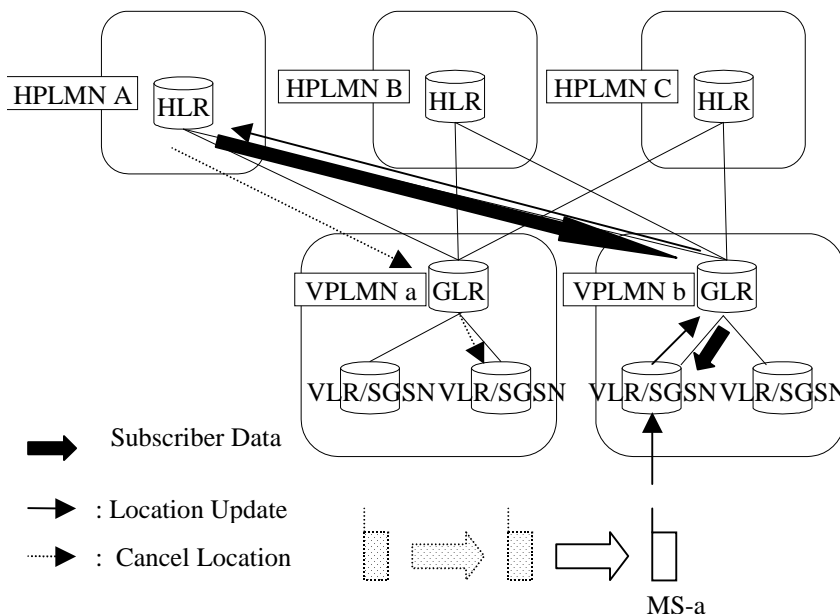 HPLMN A
HLR
HPLMN B
HLR
HPLMN C
HLR
VPLMN a
GLR
VPLMN b
GLR
VLR/SGSN
VLR/SGSN
VLR/SGSN
VLR/SGSN
Subscriber Data
: Location Update
: Cancel Location
MS-a